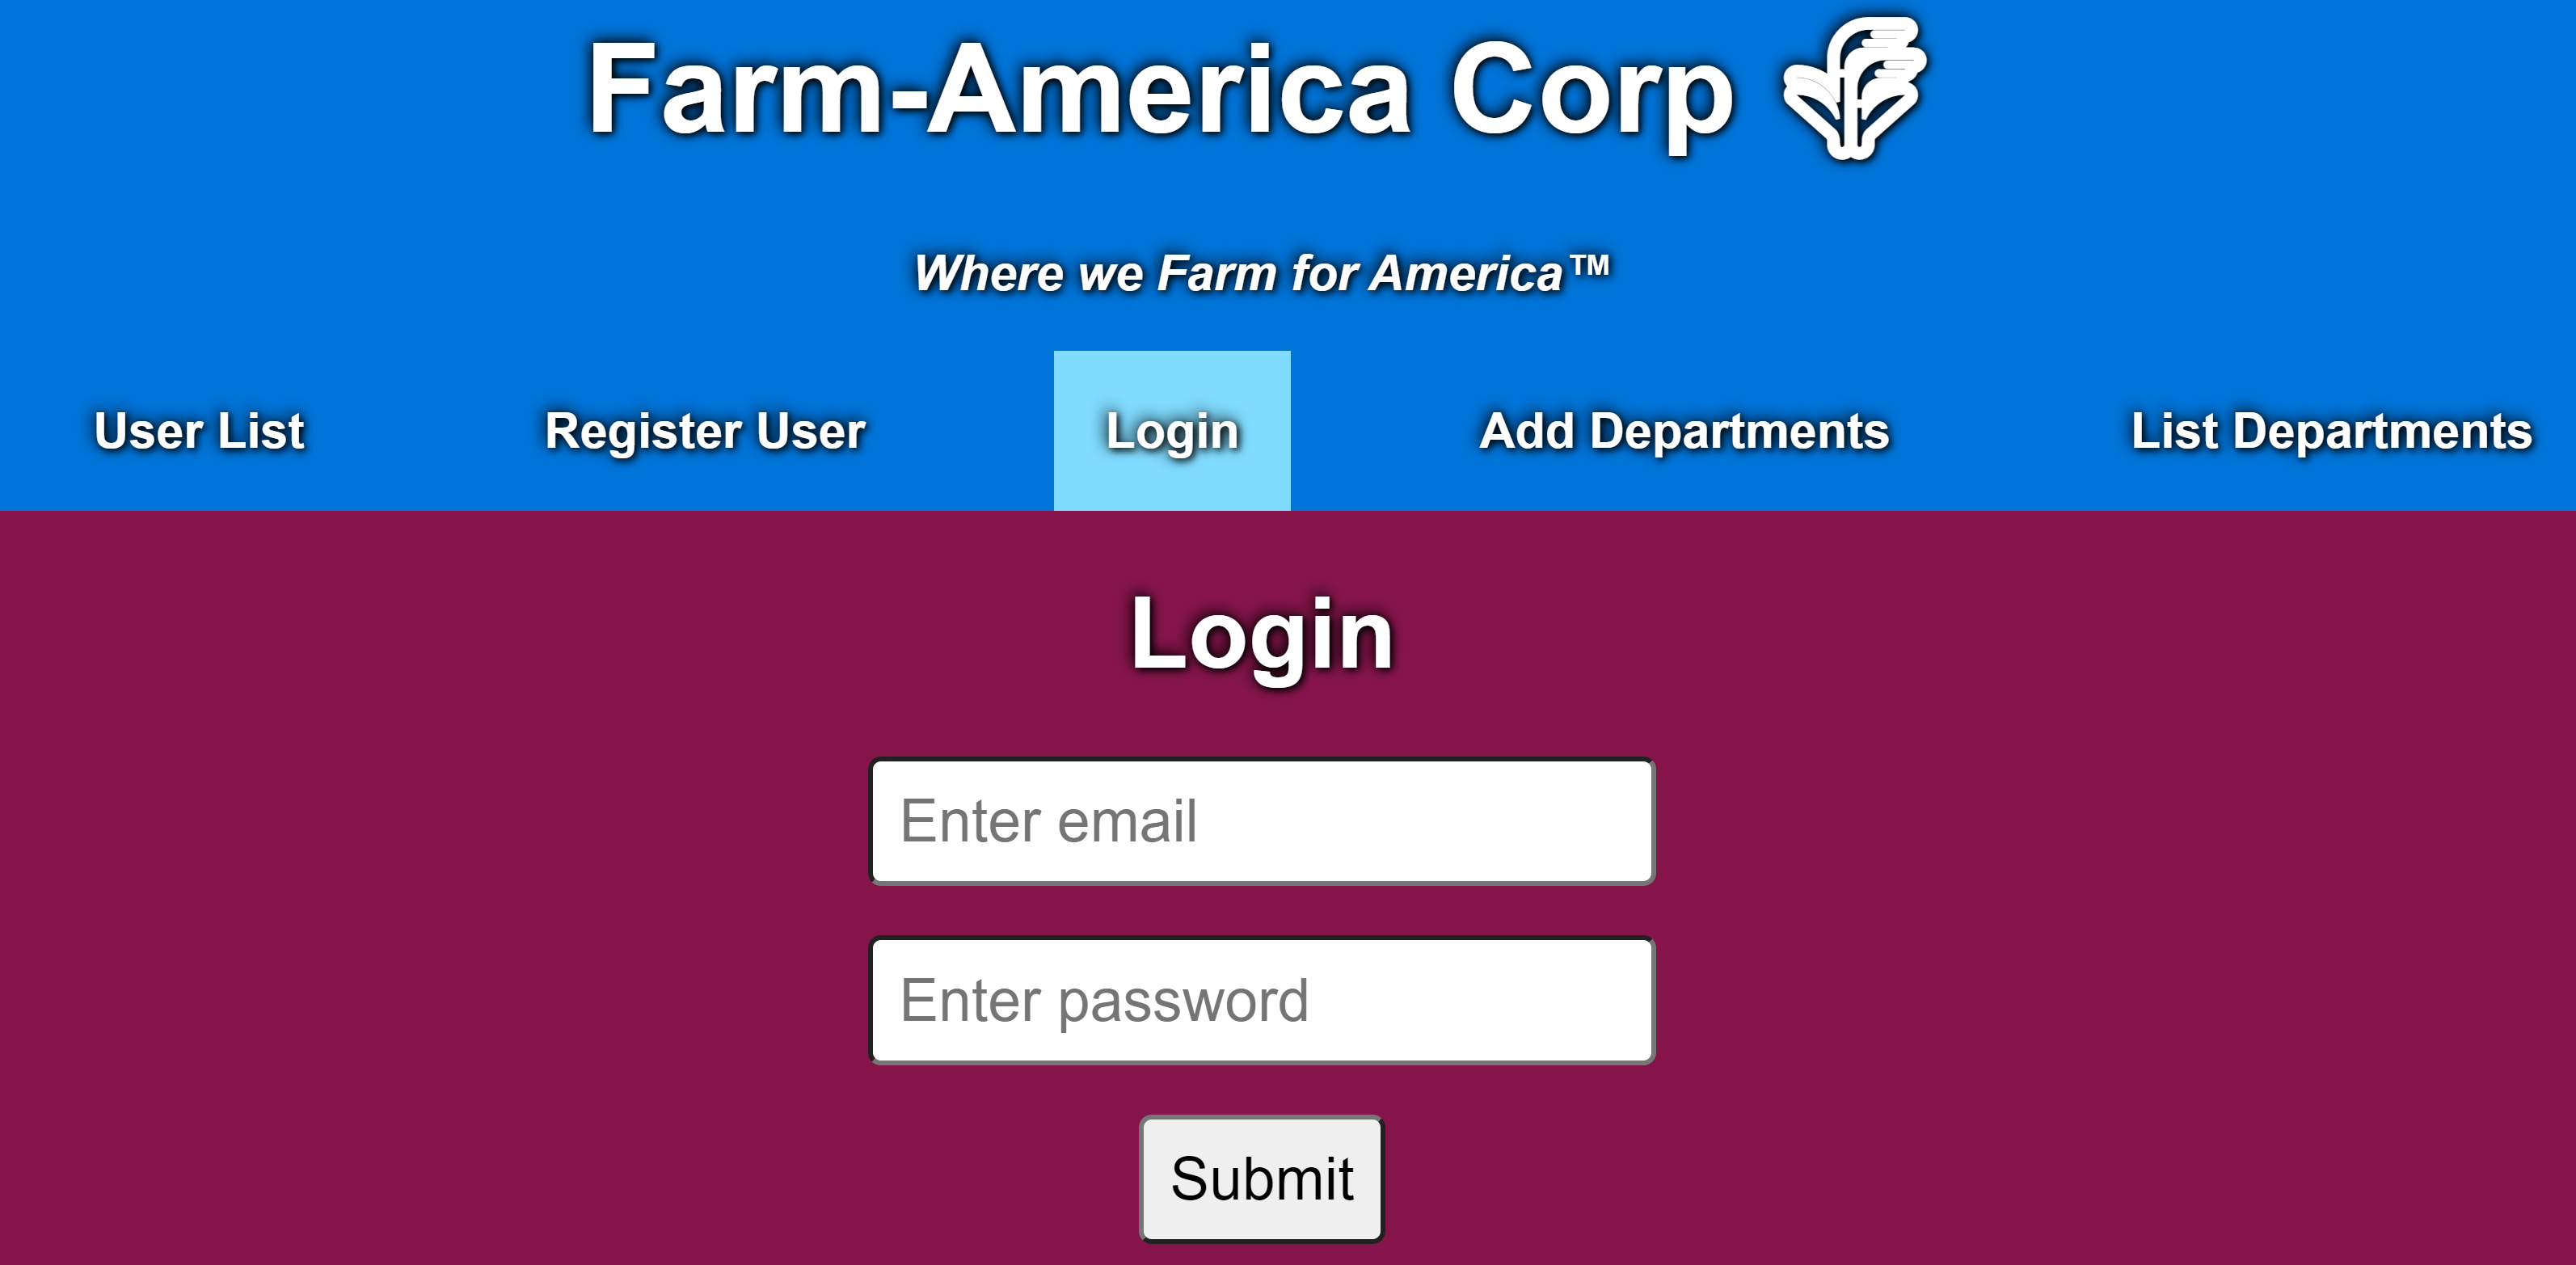 Farm-America Corp
Where we Farm for America™
User List Register User Login Add Departments List Departments
Login
Enter email
Enter password
Submit